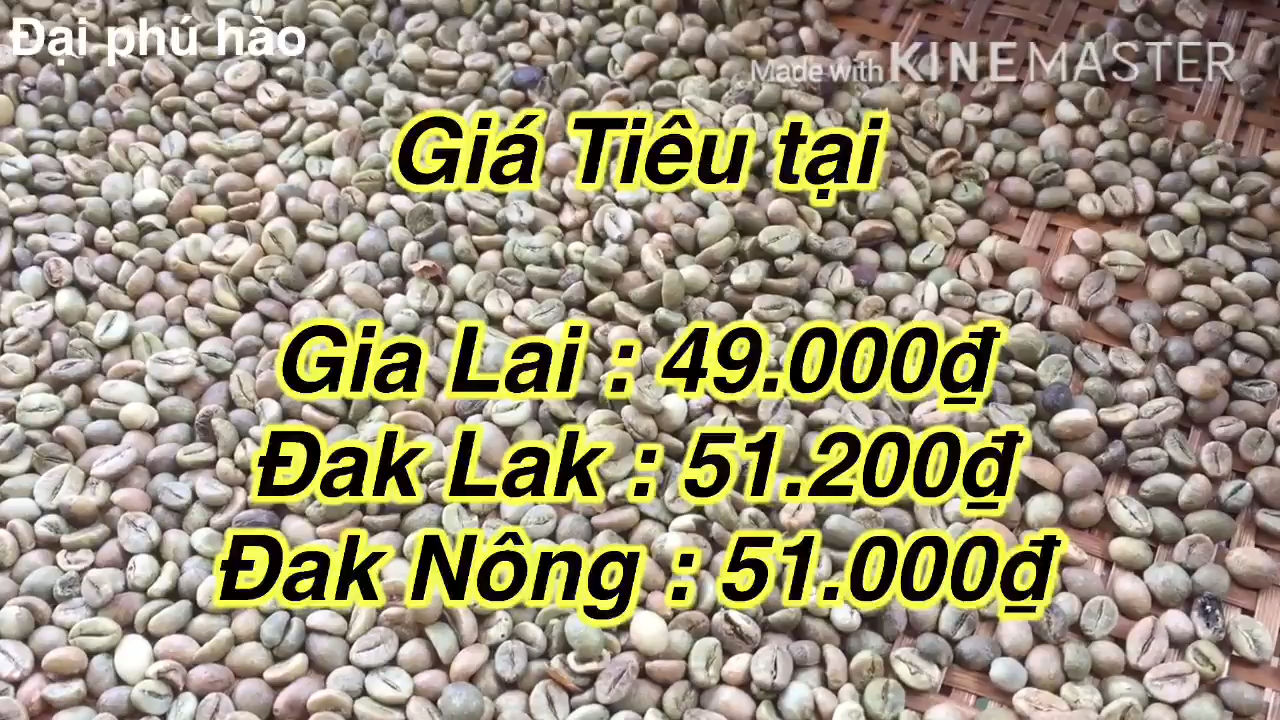 Đại phú hào
Made with KINEMASTER
Giá Tiêu tại
Gia Lai : 49.000₫
Đak Lak : 51.200₫
Đak Nông : 51.000₫